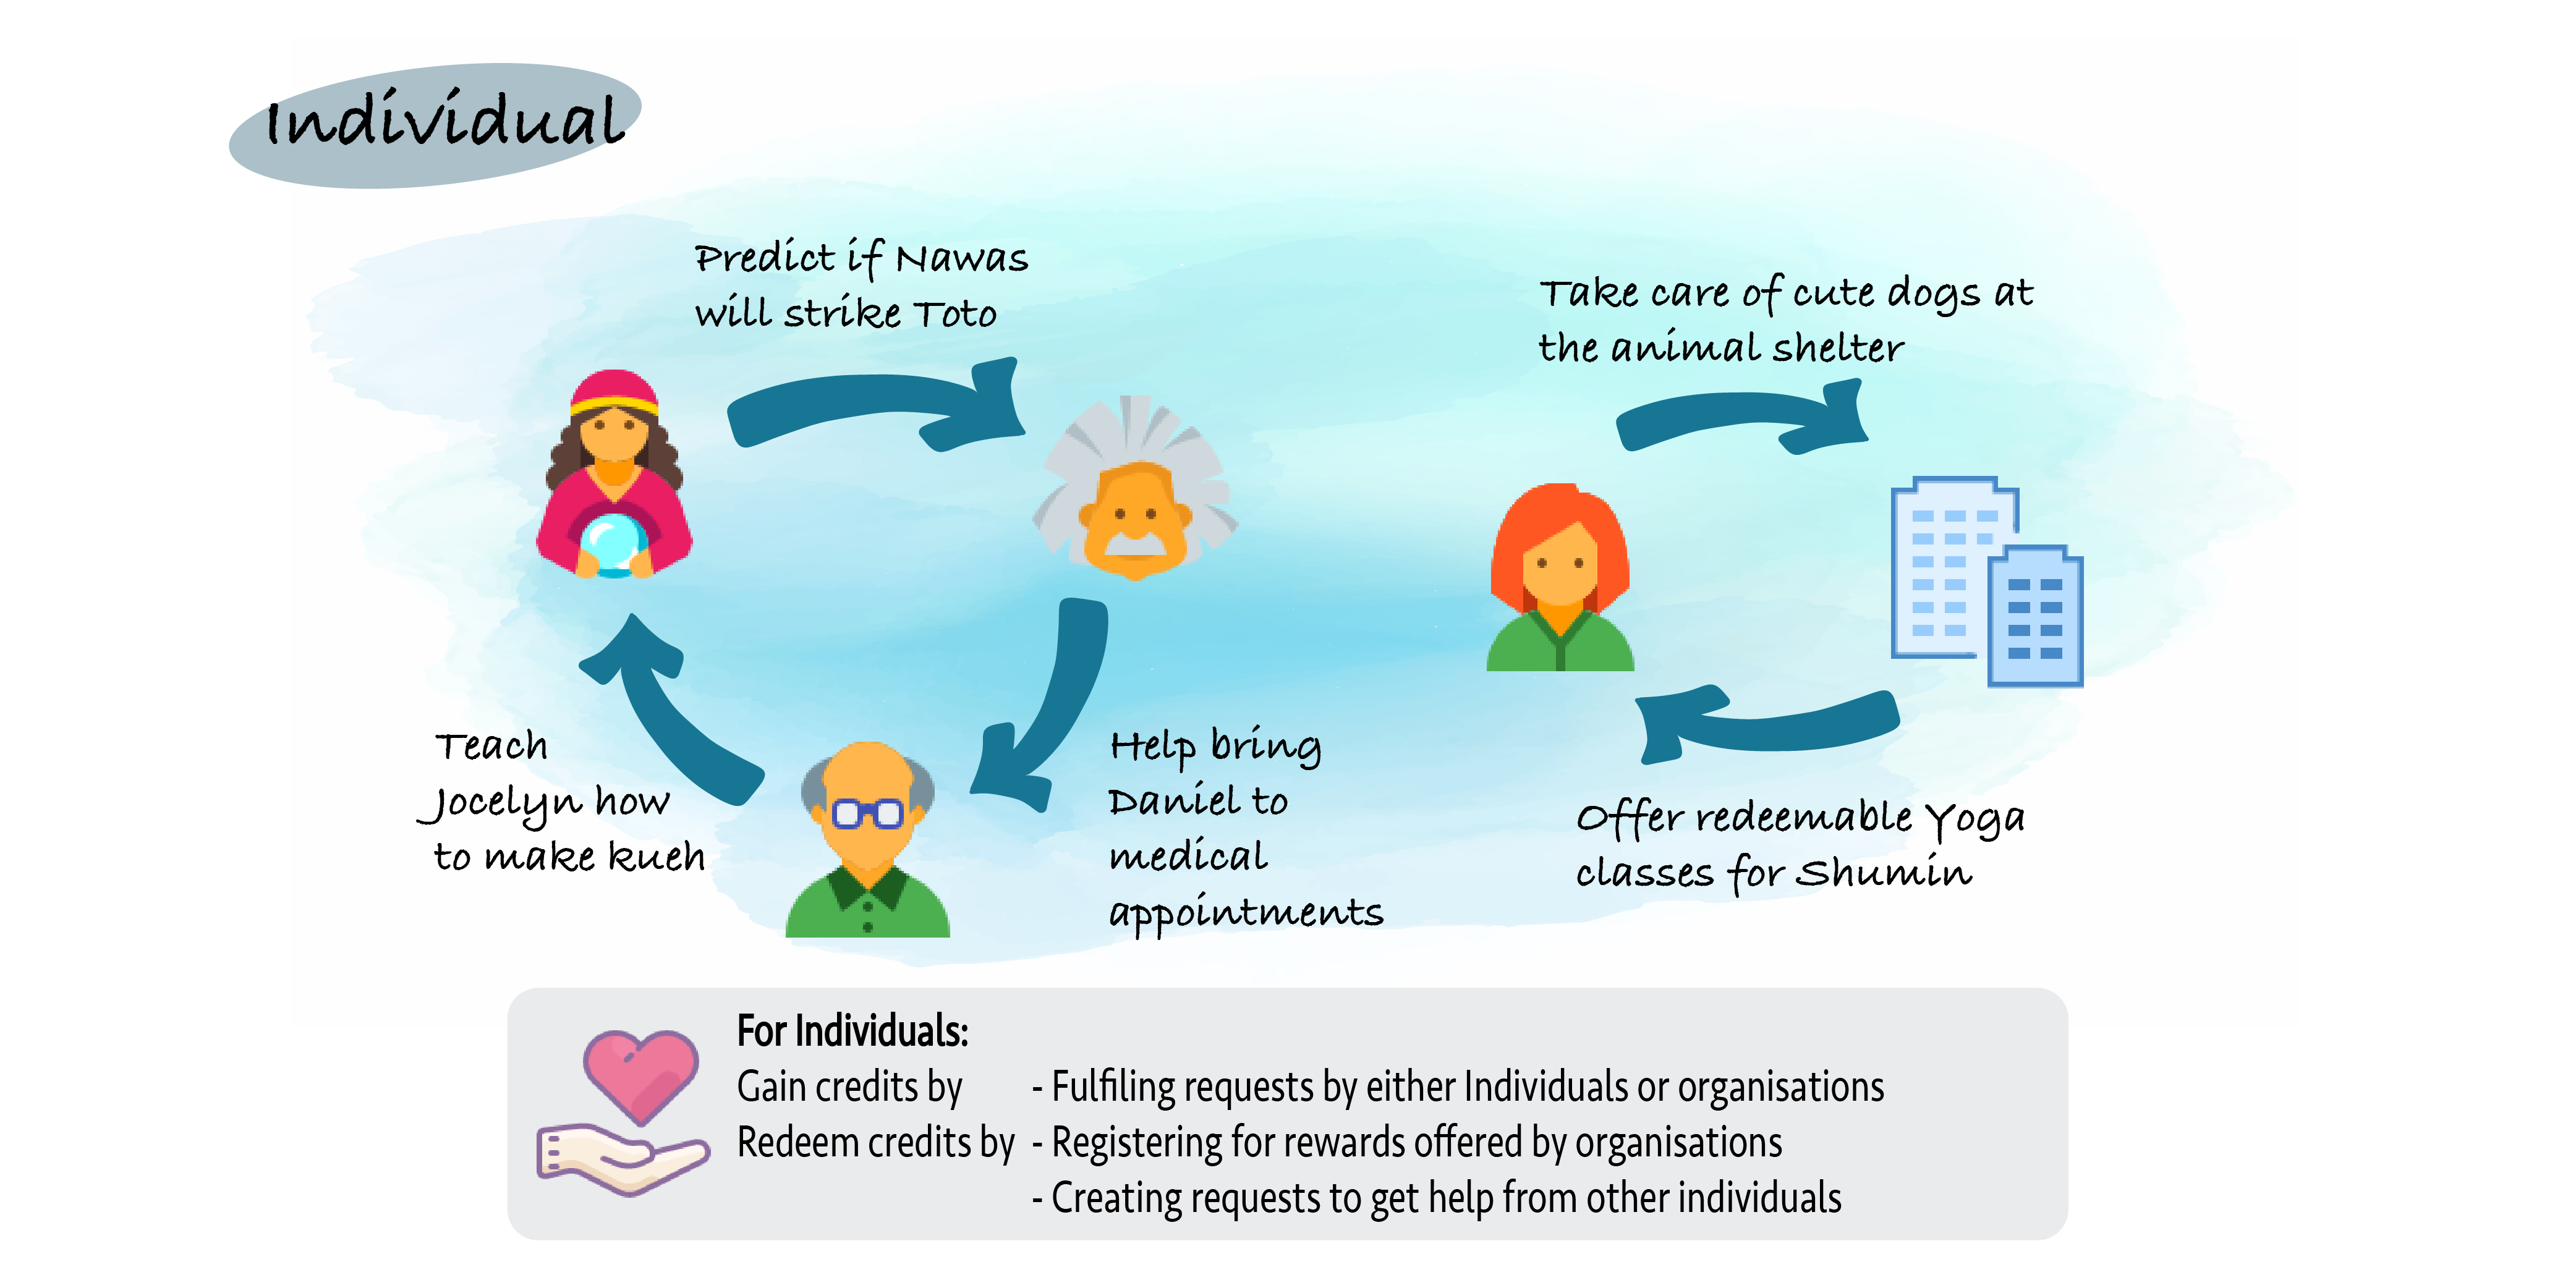 Individual
Predict if Nawas
will strike Toto
Take care of cute dogs at
the animal shelter
Teach
Jocelyn how
to make kueh
Help bring
Daniel to
medical
appointments
Offer redeemable Yoga
classes for Shumin
For Individuals:
Gain credits by - Fulfiling requests by either Individuals or organisations
Redeem credits by - Registering for rewards offered by organisations
- Creating requests to get help from other individuals